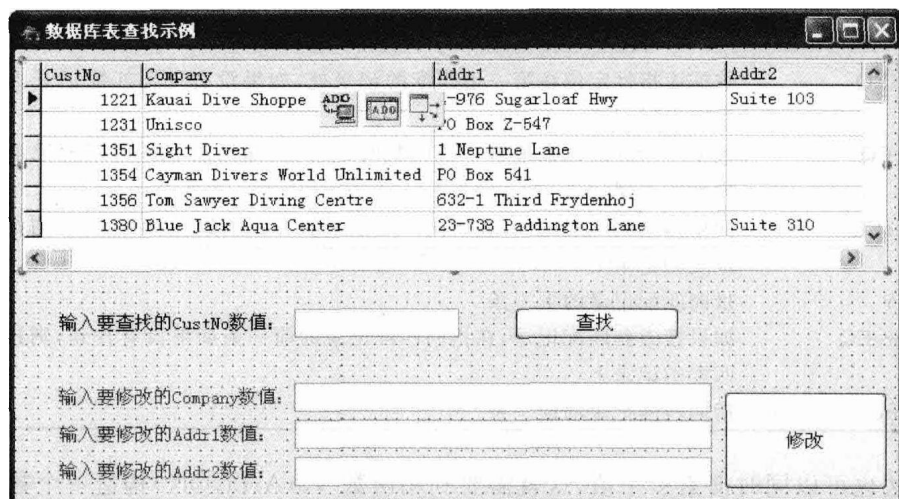 数据库表查找示例
CustNo Company Addr1 Addr2
1221 Kauai Dive Shoppe -976 Sugarloaf Hwy Suite 103
1231 Unisco PO Box Z-547
1351 Sight Diver 1 Neptune Lane
1354 Cayman Divers World Unlimited PO Box 541
1356 Tom Sawyer Diving Centre 632-1 Third Frydenhoj
1380 Blue Jack Aqua Center 23-738 Paddington Lane Suite 310
ADO
ADO
输入要查找的CustNo数值: 查找
输入要修改的Company数值:
输入要修改的Addr1数值:
输入要修改的Addr2数值:
修改